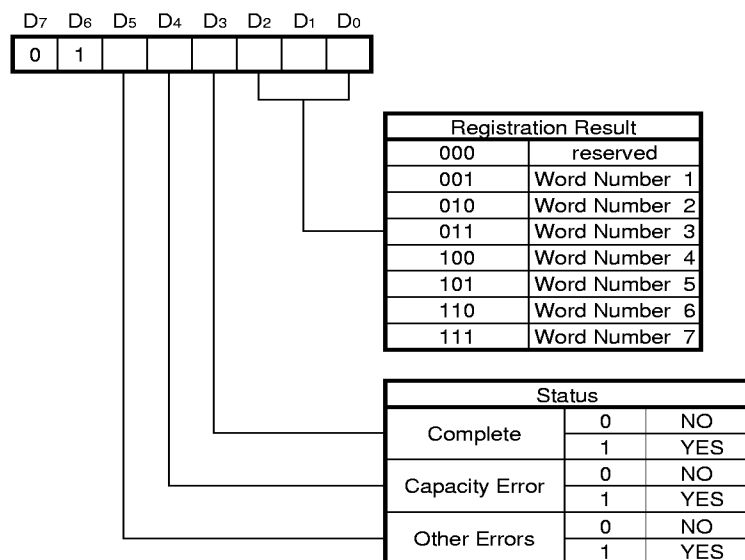 D7 D6 D5 D4 D3 D2 D1 D0
0 1
Registration Result
000 reserved
001 Word Number 1
010 Word Number 2
011 Word Number 3
100 Word Number 4
101 Word Number 5
110 Word Number 6
111 Word Number 7
Status
Complete 0 NO
1 YES
Capacity Error 0 NO
1 YES
Other Errors 0 NO
1 YES